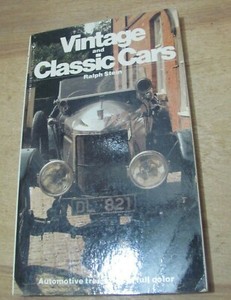 Vintage
and
Classic Cars
Ralph Stein
DL 821
Automotive full color